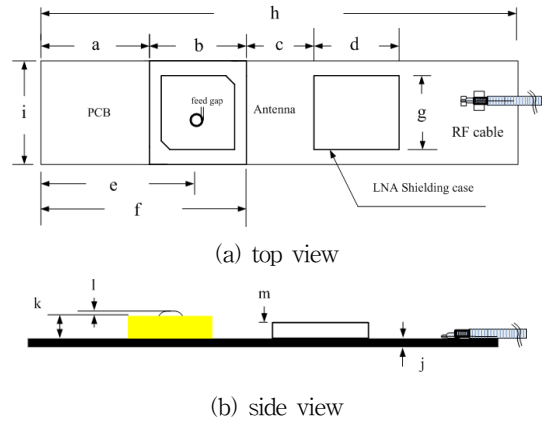 h
a b c d
feed gap
i
PCB
Antenna
g
RF cable
e
LNA Shielding case
f
(a) top view
l
k
m
j
(b) side view